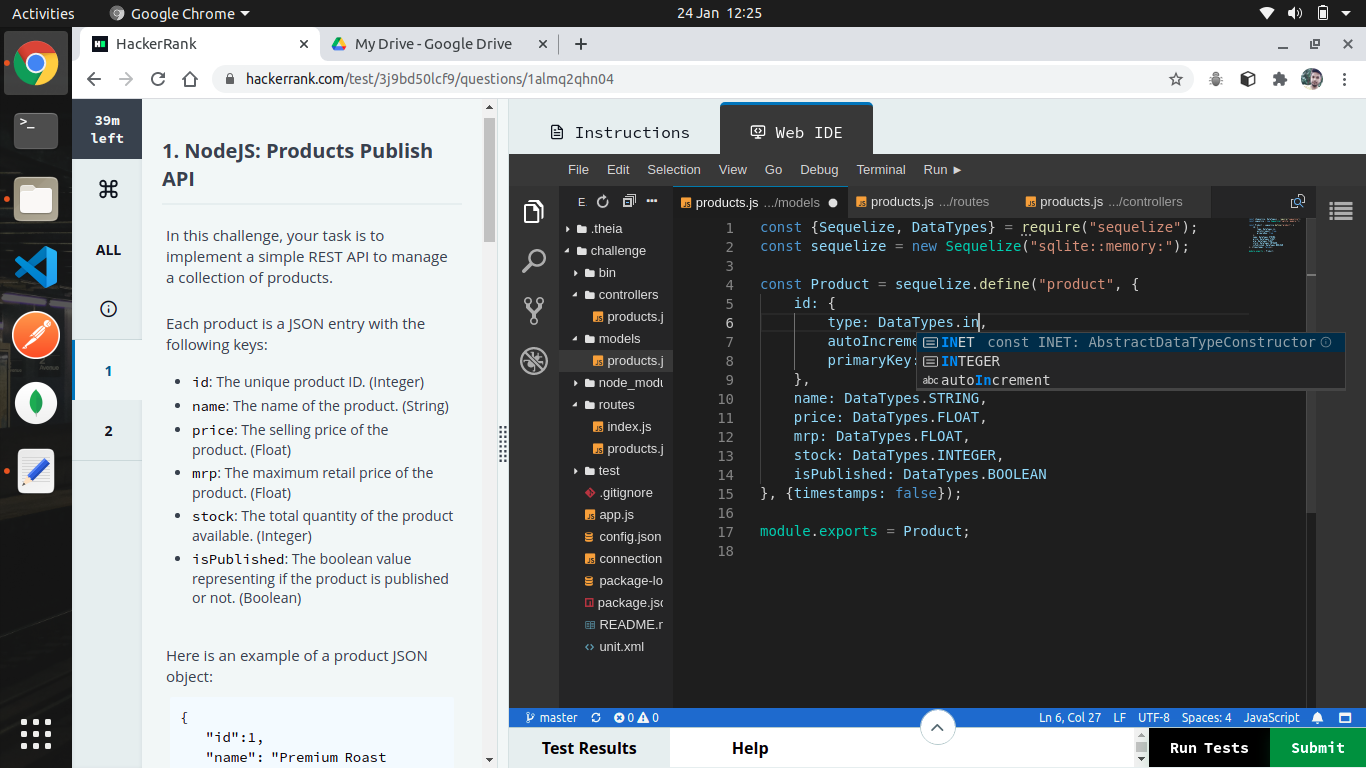 Activities
Google Chrome
24 Jan 12:25
HackerRank
My Drive - Google Drive
hackerrank.com/test/3j9bd50lcf9/questions/1almq2qhn04
39m
left
ALL
1
2
1. NodeJS: Products Publish
API
In this challenge, your task is to
implement a simple REST API to manage
a collection of products.
Each product is a JSON entry with the
following keys:
id: The unique product ID. (Integer)
name: The name of the product. (String)
price: The selling price of the
product. (Float)
mrp: The maximum retail price of the
product. (Float)
stock: The total quantity of the product
available. (Integer)
isPublished: The boolean value
representing if the product is published
or not. (Boolean)
Here is an example of a product JSON
object:
{
"id":1,
"name": "Premium Roast
Instructions
Web IDE
File Edit Selection View Go Debug Terminal Run
E
.theia
challenge
bin
controllers
products.j
models
products.j
node_modu
routes
index.js
products.j
test
.gitignore
app.js
config.json
connection
package-lo
package.jsc
README.r
unit.xml
products.js .../models
products.js .../routes
products.js .../controllers
1 const {Sequelize, DataTypes} = require("sequelize");
2 const sequelize = new Sequelize("sqlite::memory:");
3
4 const Product = sequelize.define("product", {
5 id: {
6 type: DataTypes.in,
7 autoIncreme
8 primaryKey:
INET const INET: AbstractDataTypeConstructor
INTEGER
abc autoIncrement
9 },
10 name: DataTypes.STRING,
11 price: DataTypes.FLOAT,
12 mrp: DataTypes.FLOAT,
13 stock: DataTypes.INTEGER,
14 isPublished: DataTypes.BOOLEAN
15 }, {timestamps: false});
16
17 module.exports = Product;
18
master 0 0
Ln 6, Col 27 LF UTF-8 Spaces: 4 JavaScript
Test Results
Help
Run Tests
Submit